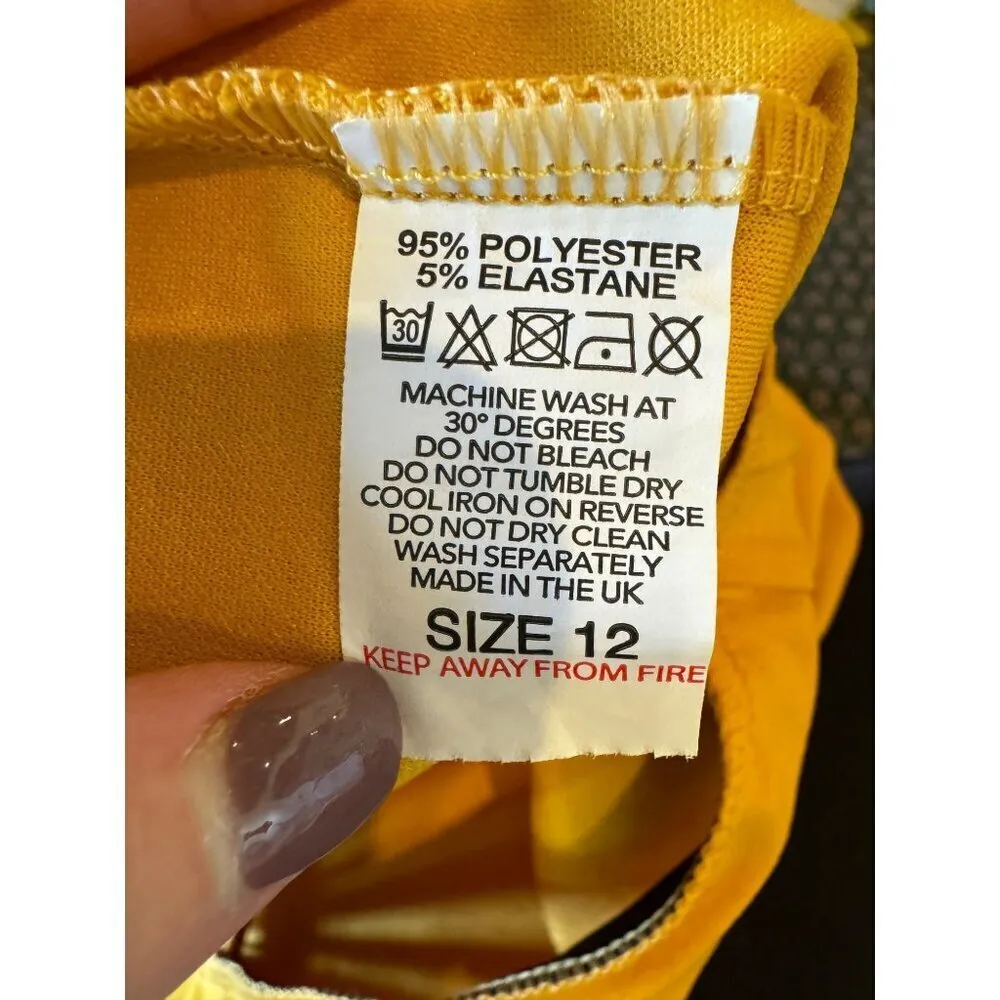 95% POLYESTER
5% ELASTANE
30
MACHINE WASH AT
30° DEGREES
DO NOT BLEACH
DO NOT TUMBLE DRY
COOL IRON ON REVERSE
DO NOT DRY CLEAN
WASH SEPARATELY
MADE IN THE UK
SIZE 12
KEEP AWAY FROM FIRE